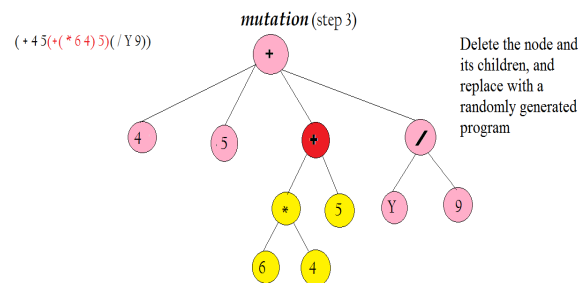 mutation (step 3)
( + 4 5(+( * 6 4) 5)( / Y 9))
Delete the node and
its children, and
replace with a
randomly generated
program
+
4
5
+
/
*
5
Y
9
6
4